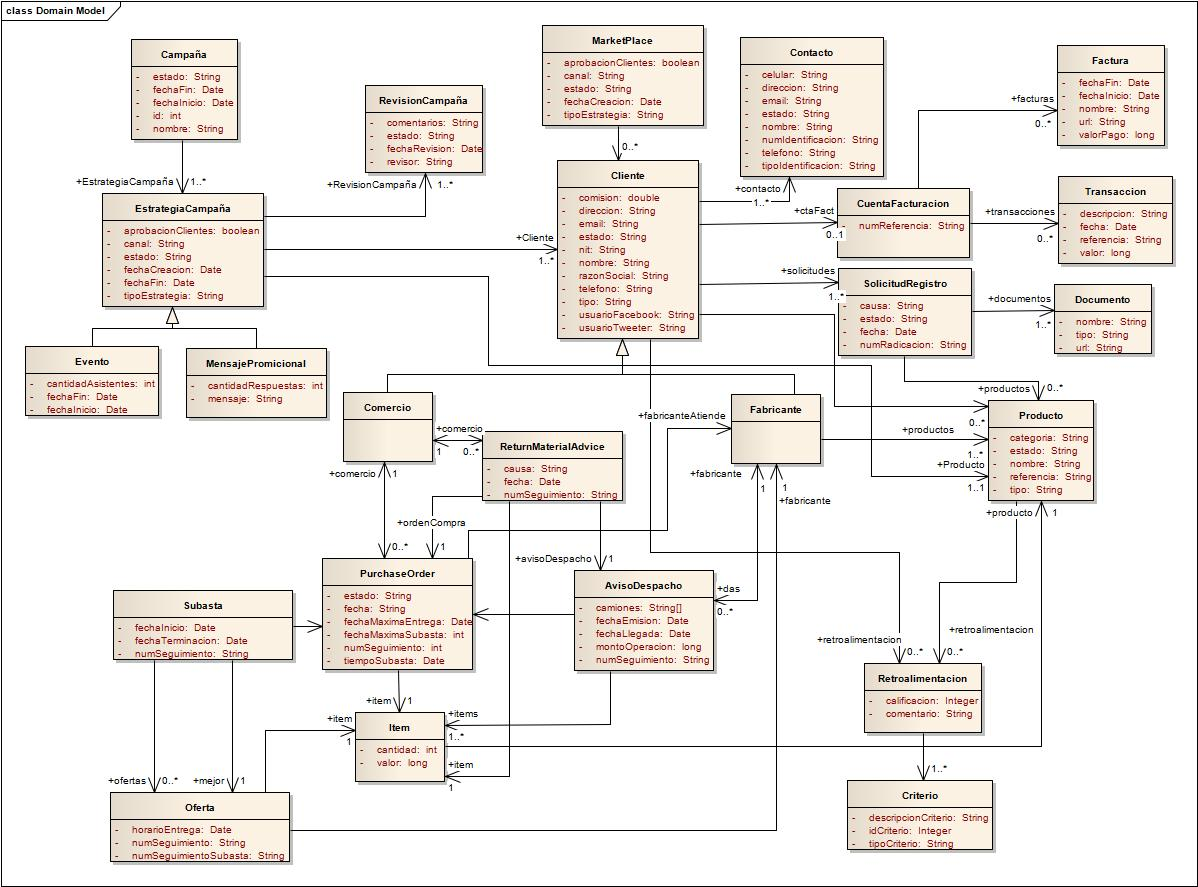 class Domain Model
Campaña
- estado: String
- fechaFin: Date
- fechaInicio: Date
- id: int
- nombre: String
+EstrategiaCampaña 1..*
RevisionCampaña
- comentarios: String
- estado: String
- fechaRevision: Date
- revisor: String
+RevisionCampaña 1..*
MarketPlace
- aprobacionClientes: boolean
- canal: String
- estado: String
- fechaCreacion: Date
- tipoEstrategia: String
0..*
Contacto
- celular: String
- direccion: String
- email: String
- estado: String
- nombre: String
- numIdentificacion: String
- telefono: String
- tipoIdentificacion: String
+contacto
1..*
Factura
- fechaFin: Date
- fechaInicio: Date
- nombre: String
- url: String
- valorPago: long
+facturas
0..*
EstrategiaCampaña
- aprobacionClientes: boolean
- canal: String
- estado: String
- fechaCreacion: Date
- fechaFin: Date
- tipoEstrategia: String
+Cliente
1..*
Cliente
- comision: double
- direccion: String
- email: String
- estado: String
- nit: String
- nombre: String
- razonSocial: String
- telefono: String
- tipo: String
- usuarioFacebook: String
- usuarioTweeter: String
+ctaFact
0..1
CuentaFacturacion
- numReferencia: String
+transacciones
0..*
Transaccion
- descripcion: String
- fecha: Date
- referencia: String
- valor: long
+solicitudes
1..*
SolicitudRegistro
- causa: String
- estado: String
- fecha: Date
- numRadicacion: String
+documentos
1..*
Documento
- nombre: String
- tipo: String
- url: String
Evento
- cantidadAsistentes: int
- fechaFin: Date
- fechaInicio: Date
MensajePromicional
- cantidadRespuestas: int
- mensaje: String
Comercio
+comercio
1
0..*
+comercio 1
ReturnMaterialAdvice
- causa: String
- fecha: Date
- numSeguimiento: String
+fabricanteAtiende
Fabricante
+productos 0..*
0..*
+productos
1..*
+Producto
1..1
Producto
- categoria: String
- estado: String
- nombre: String
- referencia: String
- tipo: String
+producto 1
+fabricante 1
1
+fabricante
+ordenCompra
0..*
1
+avisoDespacho 1
PurchaseOrder
- estado: String
- fecha: String
- fechaMaximaEntrega: Date
- fechaMaximaSubasta: int
- numSeguimiento: int
- tiempoSubasta: Date
AvisoDespacho
- camiones: String[]
- fechaEmision: Date
- fechaLlegada: Date
- montoOperacion: long
- numSeguimiento: String
+das
0..*
Subasta
- fechaInicio: Date
- fechaTerminacion: Date
- numSeguimiento: String
+retroalimentacion
0..*
+retroalimentacion
0..*
Retroalimentacion
- calificacion: Integer
- comentario: String
1..*
+item 1
+item
1
+items
1..*
+item
1
Item
- cantidad: int
- valor: long
+ofertas 0..*
+mejor 1
Oferta
- horarioEntrega: Date
- numSeguimiento: String
- numSeguimientoSubasta: String
Criterio
- descripcionCriterio: String
- idCriterio: Integer
- tipoCriterio: String